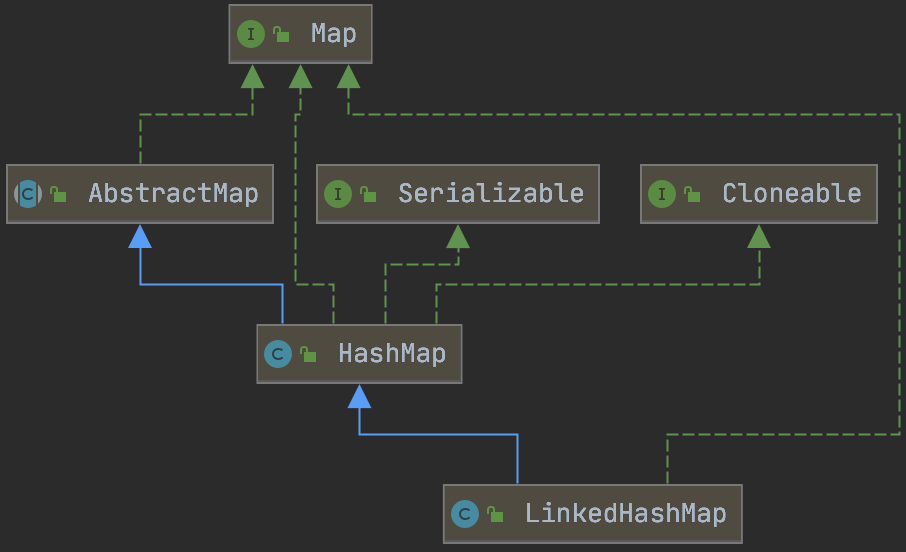 I Map
C AbstractMap
I Serializable
I Cloneable
C HashMap
C LinkedHashMap